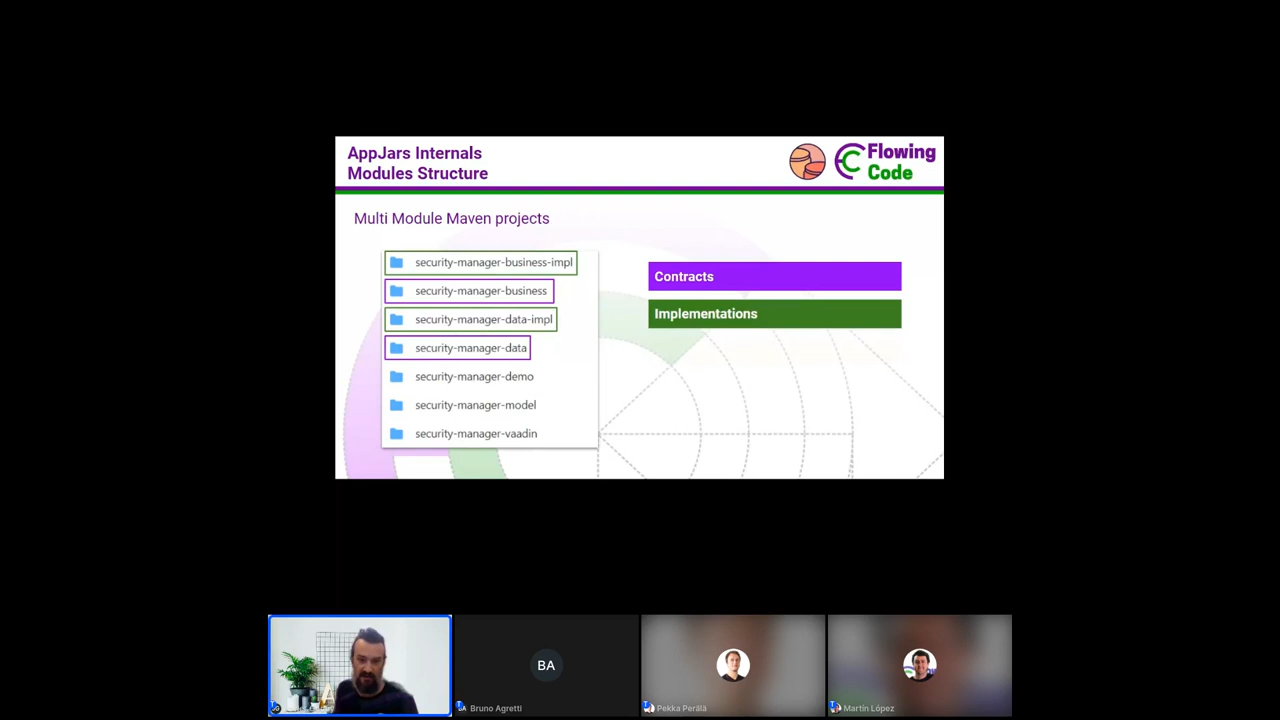 AppJars Internals
Modules Structure
Flowing
Code
Multi Module Maven projects
security-manager-business-impl
security-manager-business
security-manager-data-impl
security-manager-data
security-manager-demo
security-manager-model
security-manager-vaadin
Contracts
Implementations
BA
Bruno Agretti
Pekka Perälä
Martín López